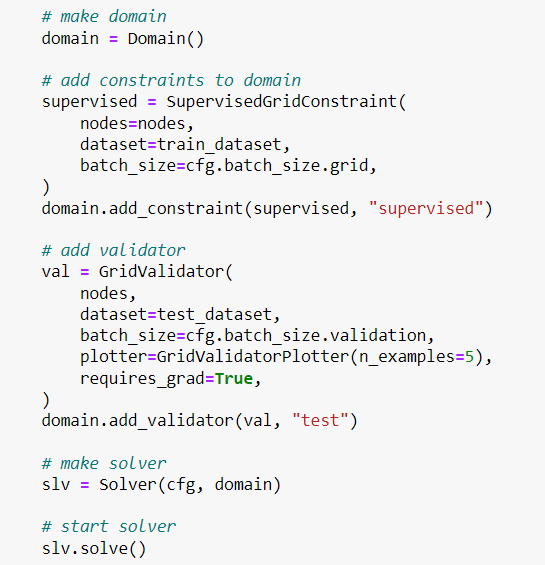 # make domain
domain = Domain()
# add constraints to domain
supervised = SupervisedGridConstraint(
    nodes=nodes,
    dataset=train_dataset,
    batch_size=cfg.batch_size.grid,
)
domain.add_constraint(supervised, "supervised")
# add validator
val = GridValidator(
    nodes,
    dataset=test_dataset,
    batch_size=cfg.batch_size.validation,
    plotter=GridValidatorPlotter(n_examples=5),
    requires_grad=True,
)
domain.add_validator(val, "test")
# make solver
slv = Solver(cfg, domain)
# start solver
slv.solve()